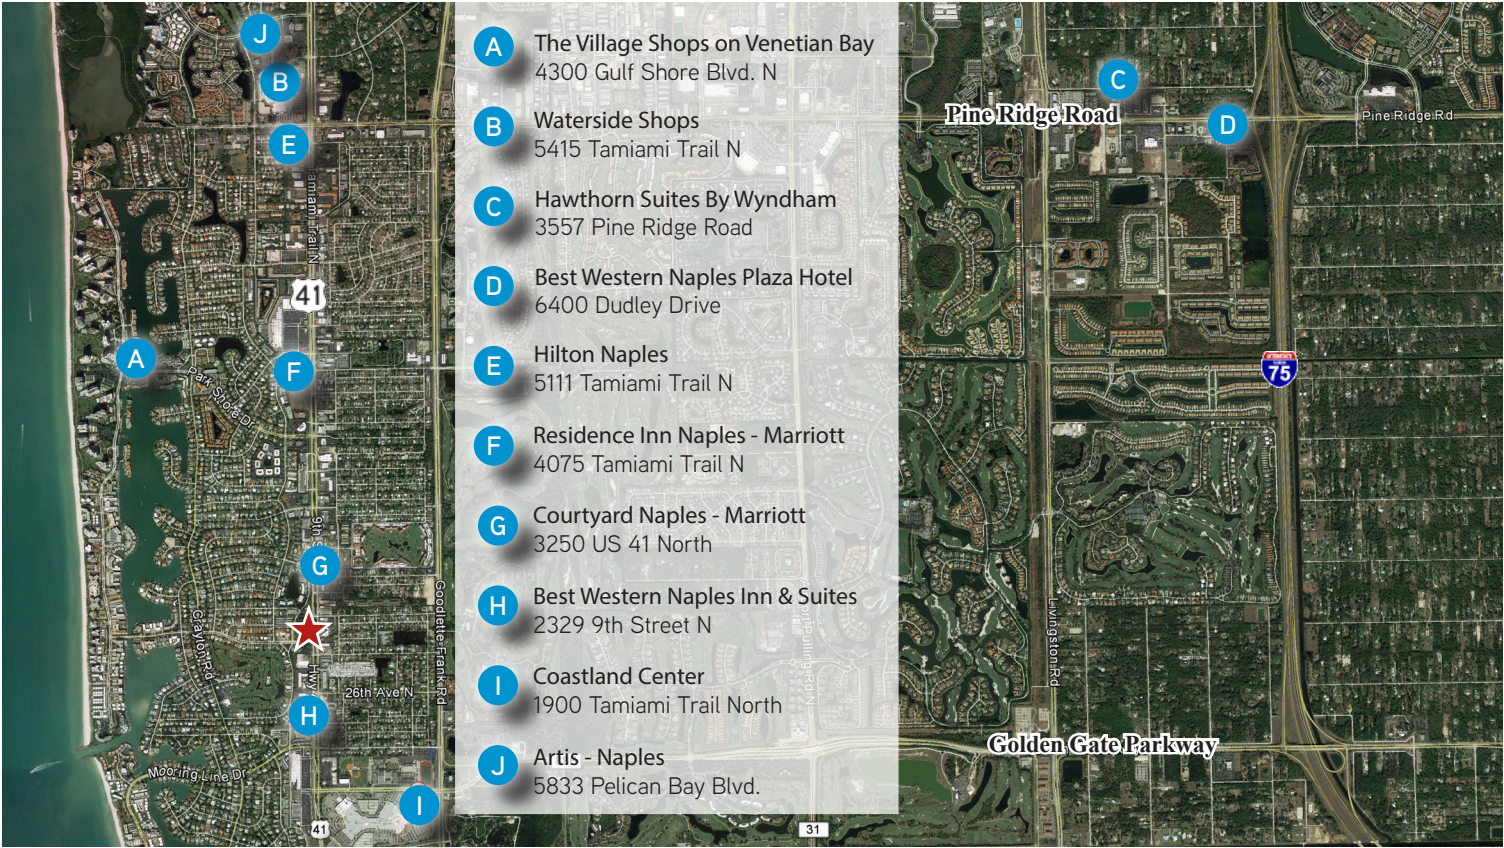 A
The Village Shops on Venetian Bay
4300 Gulf Shore Blvd. N
B
Waterside Shops
5415 Tamiami Trail N
C
Hawthorn Suites By Wyndham
3557 Pine Ridge Road
D
Best Western Naples Plaza Hotel
6400 Dudley Drive
E
Hilton Naples
5111 Tamiami Trail N
F
Residence Inn Naples - Marriott
4075 Tamiami Trail N
G
Courtyard Naples - Marriott
3250 US 41 North
H
Best Western Naples Inn & Suites
2329 9th Street N
I
Coastland Center
1900 Tamiami Trail North
J
Artis - Naples
5833 Pelican Bay Blvd.
J
B
E
41
A
F
Park Shore Dr
9th
G
Crayton Rd
Goodlette-Frank Rd
Hwy
26th Ave N
H
Mooring Line Dr
I
41
31
C
Pine Ridge Road
D
Pine Ridge Rd
75
Livingston Rd
Golden Gate Parkway